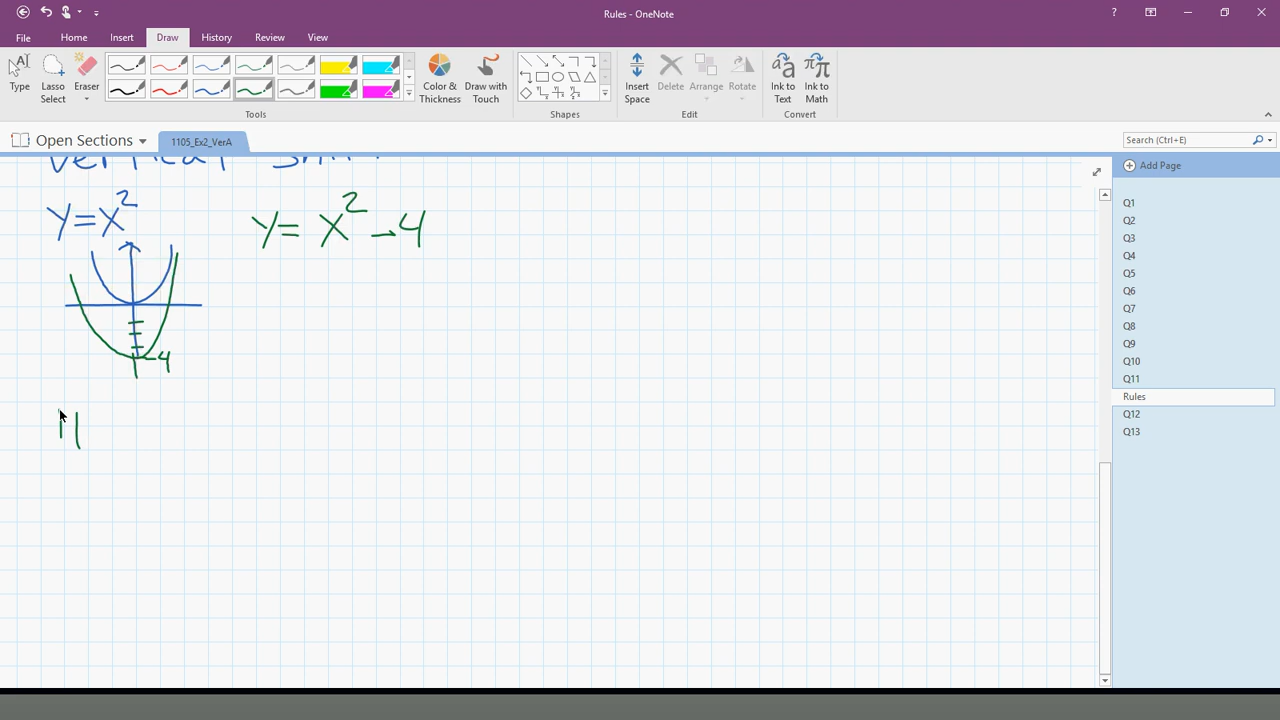 Rules - OneNote
?
File Home Insert Draw History Review View
Type Lasso Select Eraser Color & Thickness Draw with Touch Insert Space Delete Arrange Rotate Ink to Text Ink to Math
Tools Shapes Edit Convert
Open Sections 1105_Ex2_VerA Search (Ctrl+E)
Add Page
Vertical
y=x² y= x² -4
-4
Q1
Q2
Q3
Q4
Q5
Q6
Q7
Q8
Q9
Q10
Q11
Rules
Q12
Q13